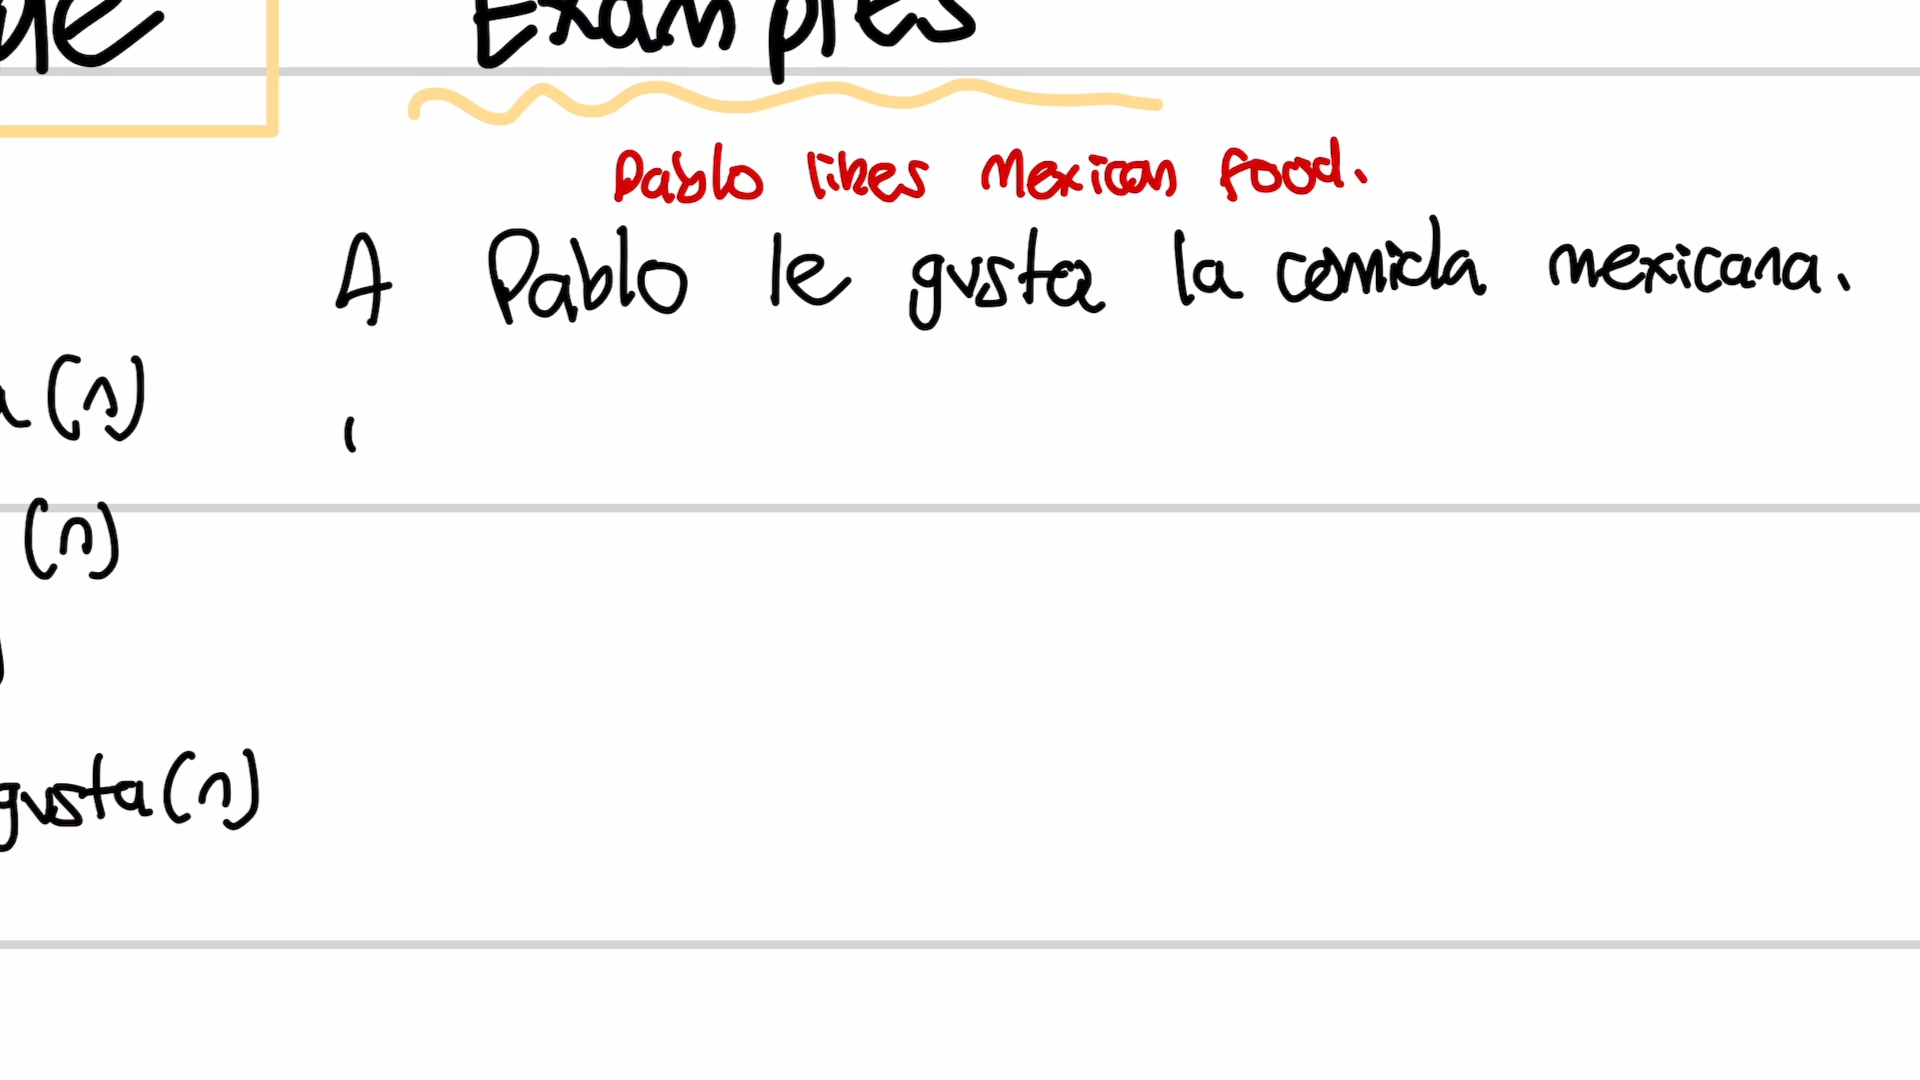 Examples
Pablo likes Mexican food.
A Pablo le gusta la comida mexicana.
(n)
(n)
gusta(n)